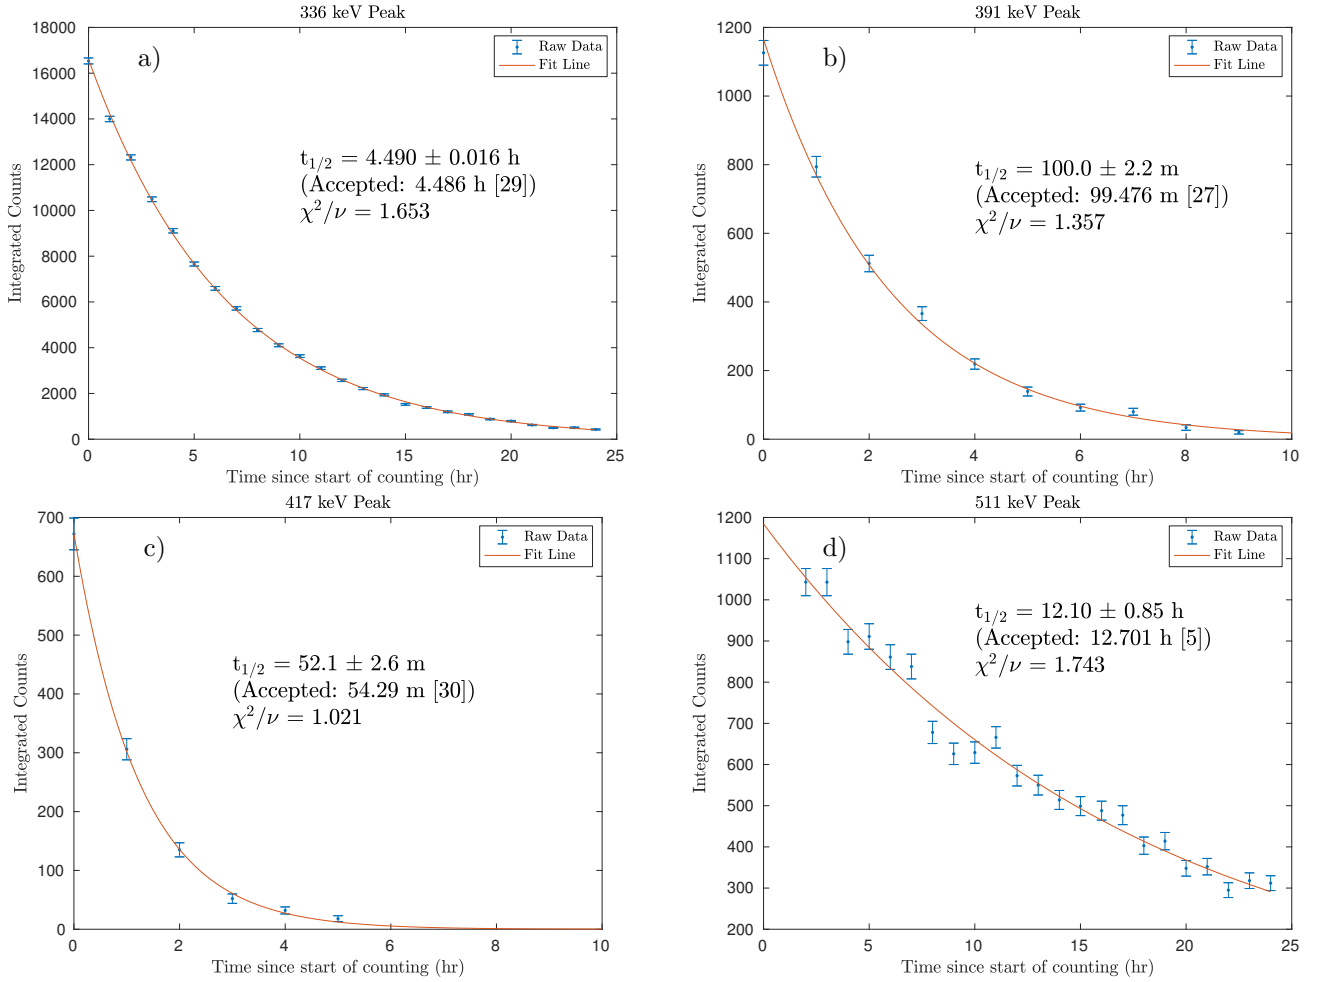 336 keV Peak
18000
16000
14000
12000
10000
8000
6000
4000
2000
0
Integrated Counts
a)
Raw Data
Fit Line
t1/2 = 4.490 ± 0.016 h
(Accepted: 4.486 h [29])
χ²/ν = 1.653
0 5 10 15 20 25
Time since start of counting (hr)
391 keV Peak
1200
1000
800
600
400
200
0
Integrated Counts
b)
Raw Data
Fit Line
t1/2 = 100.0 ± 2.2 m
(Accepted: 99.476 m [27])
χ²/ν = 1.357
0 2 4 6 8 10
Time since start of counting (hr)
417 keV Peak
700
600
500
400
300
200
100
0
Integrated Counts
c)
Raw Data
Fit Line
t1/2 = 52.1 ± 2.6 m
(Accepted: 54.29 m [30])
χ²/ν = 1.021
0 2 4 6 8 10
Time since start of counting (hr)
511 keV Peak
1200
1100
1000
900
800
700
600
500
400
300
200
Integrated Counts
d)
Raw Data
Fit Line
t1/2 = 12.10 ± 0.85 h
(Accepted: 12.701 h [5])
χ²/ν = 1.743
0 5 10 15 20 25
Time since start of counting (hr)